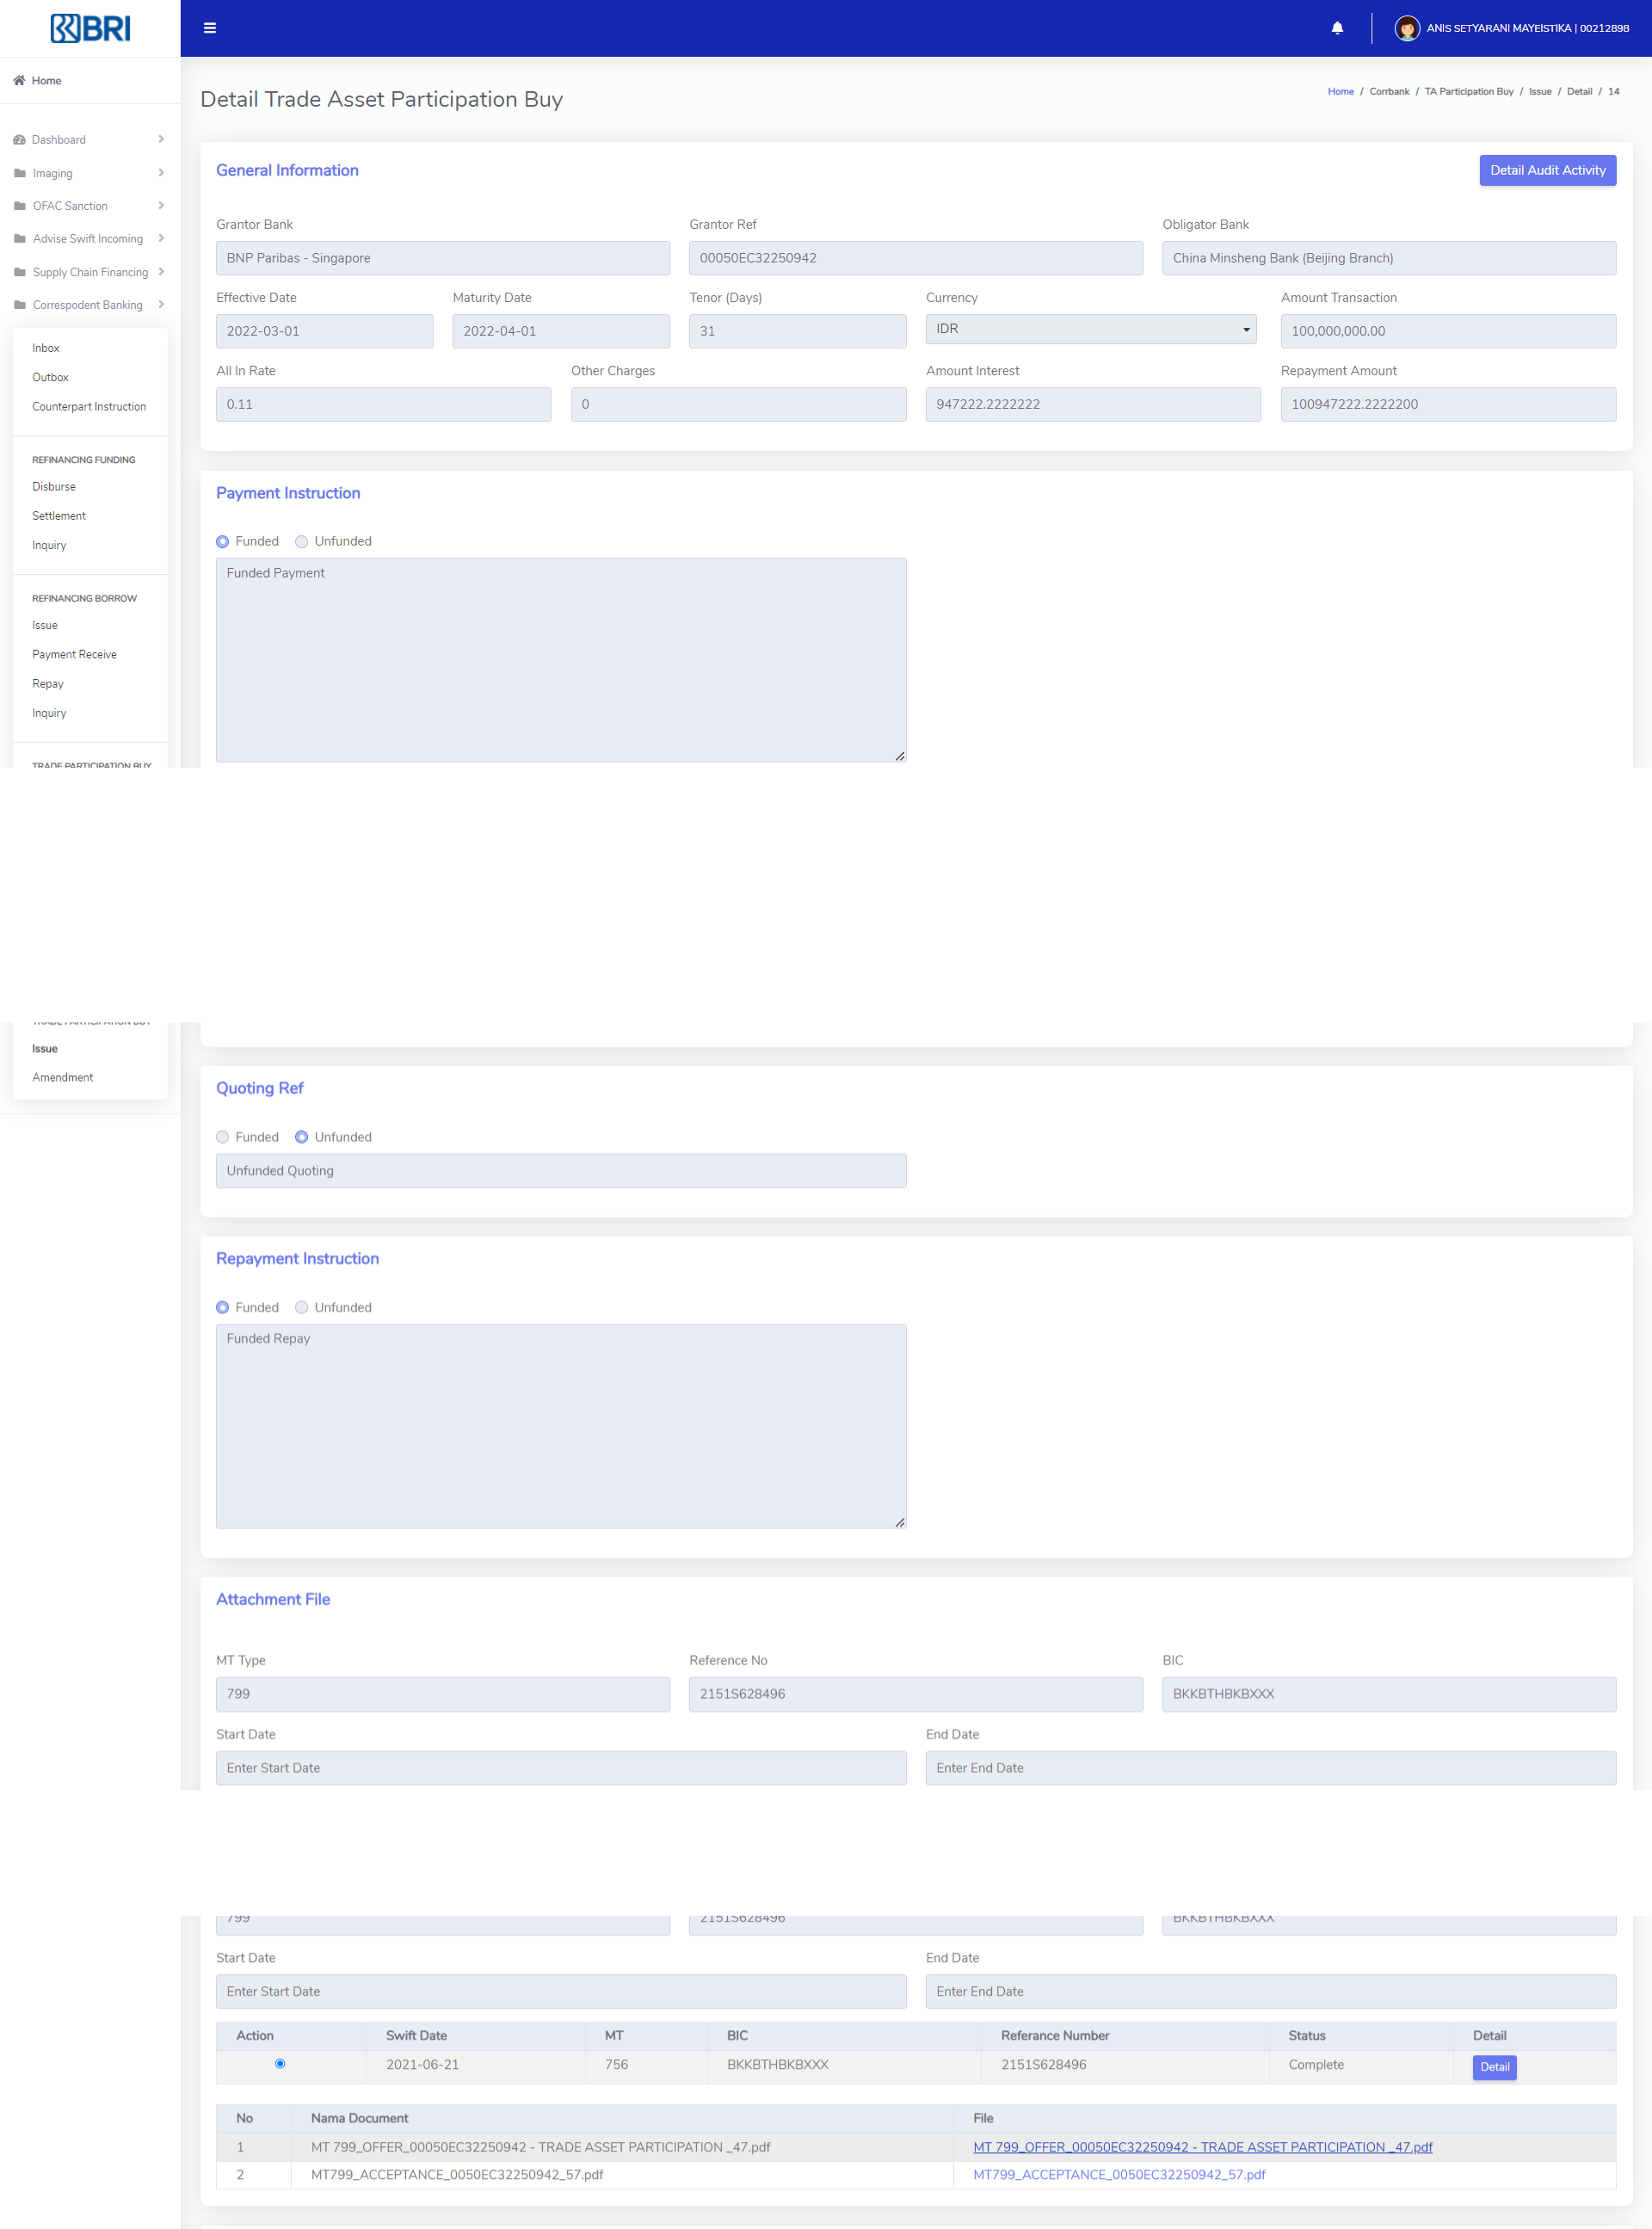 BRI
ANIS SETYARANI MAYEISTIKA | 00212898
Home
Dashboard
Imaging
OFAC Sanction
Advise Swift Incoming
Supply Chain Financing
Correspodent Banking
Inbox
Outbox
Counterpart Instruction
REFINANCING FUNDING
Disburse
Settlement
Inquiry
REFINANCING BORROW
Issue
Payment Receive
Repay
Inquiry
TRADE PARTICIPATION BUY
Detail Trade Asset Participation Buy
Home / Corrbank / TA Participation Buy / Issue / Detail / 14
General Information
Detail Audit Activity
Grantor Bank Grantor Ref Obligator Bank
BNP Paribas - Singapore 00050EC32250942 China Minsheng Bank (Beijing Branch)
Effective Date Maturity Date Tenor (Days) Currency Amount Transaction
2022-03-01 2022-04-01 31 IDR 100,000,000.00
All In Rate Other Charges Amount Interest Repayment Amount
0.11 0 947222.2222222 100947222.2222200
Payment Instruction
Funded Unfunded
Funded Payment
TRADE PARTICIPATION BUY
Issue
Amendment
Quoting Ref
Funded Unfunded
Unfunded Quoting
Repayment Instruction
Funded Unfunded
Funded Repay
Attachment File
MT Type Reference No BIC
799 2151S628496 BKKBTHBKBXXX
Start Date End Date
Enter Start Date Enter End Date
799 2151S628496 BKKBTHBKBXXX
Start Date End Date
Enter Start Date Enter End Date
Action Swift Date MT BIC Referance Number Status Detail
2021-06-21 756 BKKBTHBKBXXX 2151S628496 Complete Detail
No Nama Document File
1 MT 799_OFFER_00050EC32250942 - TRADE ASSET PARTICIPATION _47.pdf MT 799_OFFER_00050EC32250942 - TRADE ASSET PARTICIPATION _47.pdf
2 MT799_ACCEPTANCE_0050EC32250942_57.pdf MT799_ACCEPTANCE_0050EC32250942_57.pdf